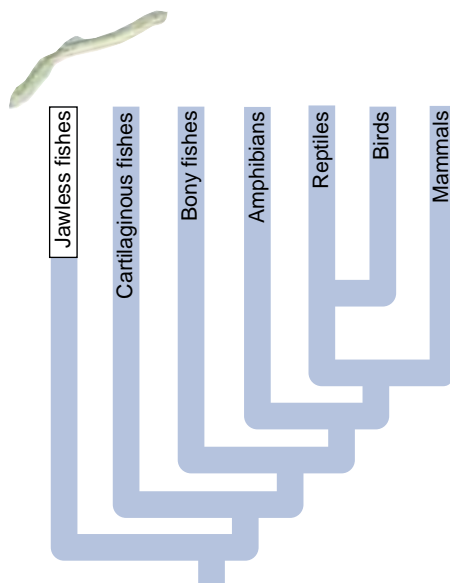 Jawless fishes
Cartilaginous fishes
Bony fishes
Amphibians
Reptiles
Birds
Mammals